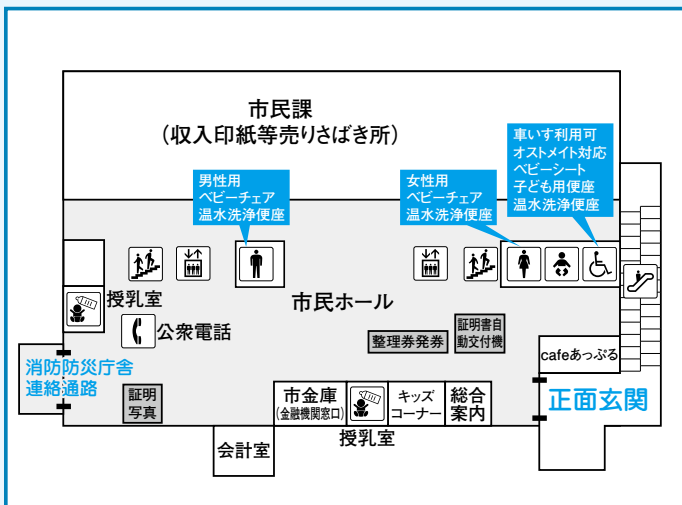 市民課
（収入印紙等売りさばき所）
車いす利用可
オストメイト対応
ベビーシート
子ども用便座
温水洗浄便座
男性用
ベビーチェア
温水洗浄便座
女性用
ベビーチェア
温水洗浄便座
授乳室
市民ホール
公衆電話
整理券発券
証明書自
動交付機
cafeあっぷる
消防防災庁舎
連絡通路
証明
写真
市金庫
（金融機関窓口）
キッズ
コーナー
総合
案内
正面玄関
授乳室
会計室